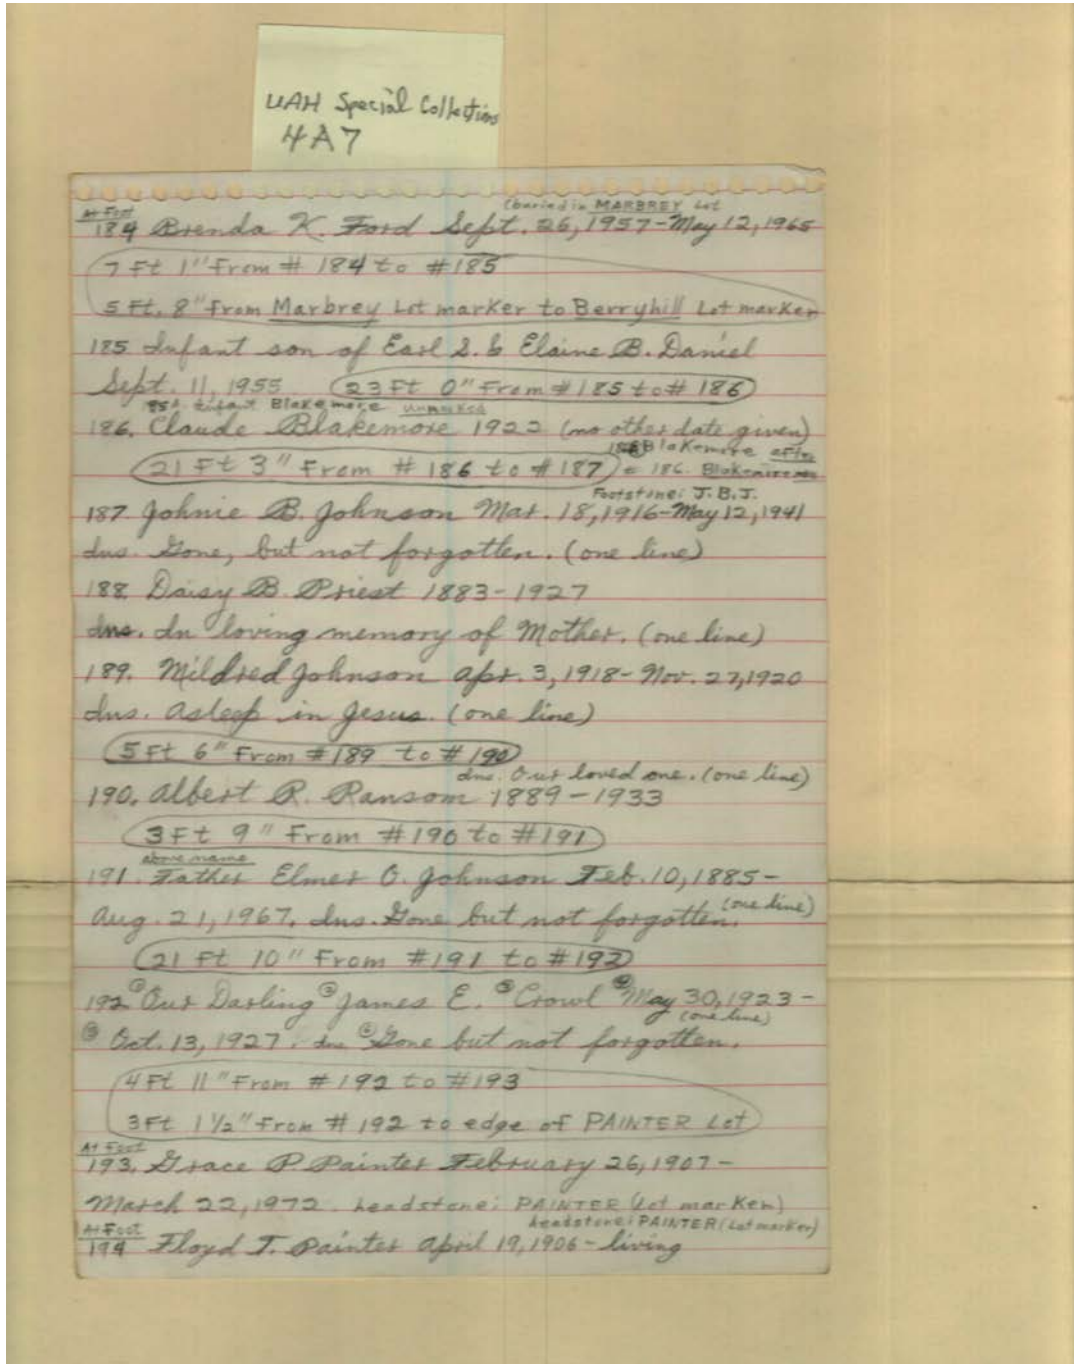 UAH Special Collections
4A7
(buried in MARBREY Lot
At Foot
184 Brenda K. Ford Sept. 26, 1957-May 12, 1965
7 Ft 1" From # 184 to #185
5 Ft. 8" from Marbrey Lot marker to Berryhill Lot marker
185 Infant son of Earl S. & Elaine B. Daniel
Sept. 11, 1955 23 Ft 0" From #185 to # 186
Infant Blakemore unmarked
186. Claude Blakemore 1922 (no other date given)
Blakemore after
21 Ft 3" From # 186 to #187 186. Blakemore
Footstone: J.B.J.
187 Johnie B. Johnson Mar. 18, 1916-May 12, 1941
Ins. Gone, but not forgotten. (one line)
188. Daisy B. Priest 1883-1927
Ins. In loving memory of Mother. (one line)
189. Mildred Johnson Apr. 3, 1918- Nov. 27, 1920
Ins. Asleep in Jesus. (one line)
5 Ft 6" From #189 to #190
Ins. Our loved one. (one line)
190. Albert R. Ransom 1889-1933
3 Ft 9" From #190 to #191
above name
191. Father Elmer O. Johnson Feb. 10, 1885-
Aug. 21, 1967. Ins. Gone but not forgotten. (one line)
21 Ft 10" From #191 to #192
192 ① Our Darling ② James E. ③ Crowl ④ May 30, 1923-
(one line)
⑤ Oct. 13, 1927. Ins ⑥ Gone but not forgotten.
4 Ft 11" From #192 to #193
3 Ft 1½" from # 192 to edge of PAINTER Lot
At Foot
193. Grace P Painter February 26, 1907-
March 22, 1972. headstone: PAINTER (Lot marker)
headstone: PAINTER (Lot marker)
At Foot
194 Floyd T. Painter April 19, 1906-living